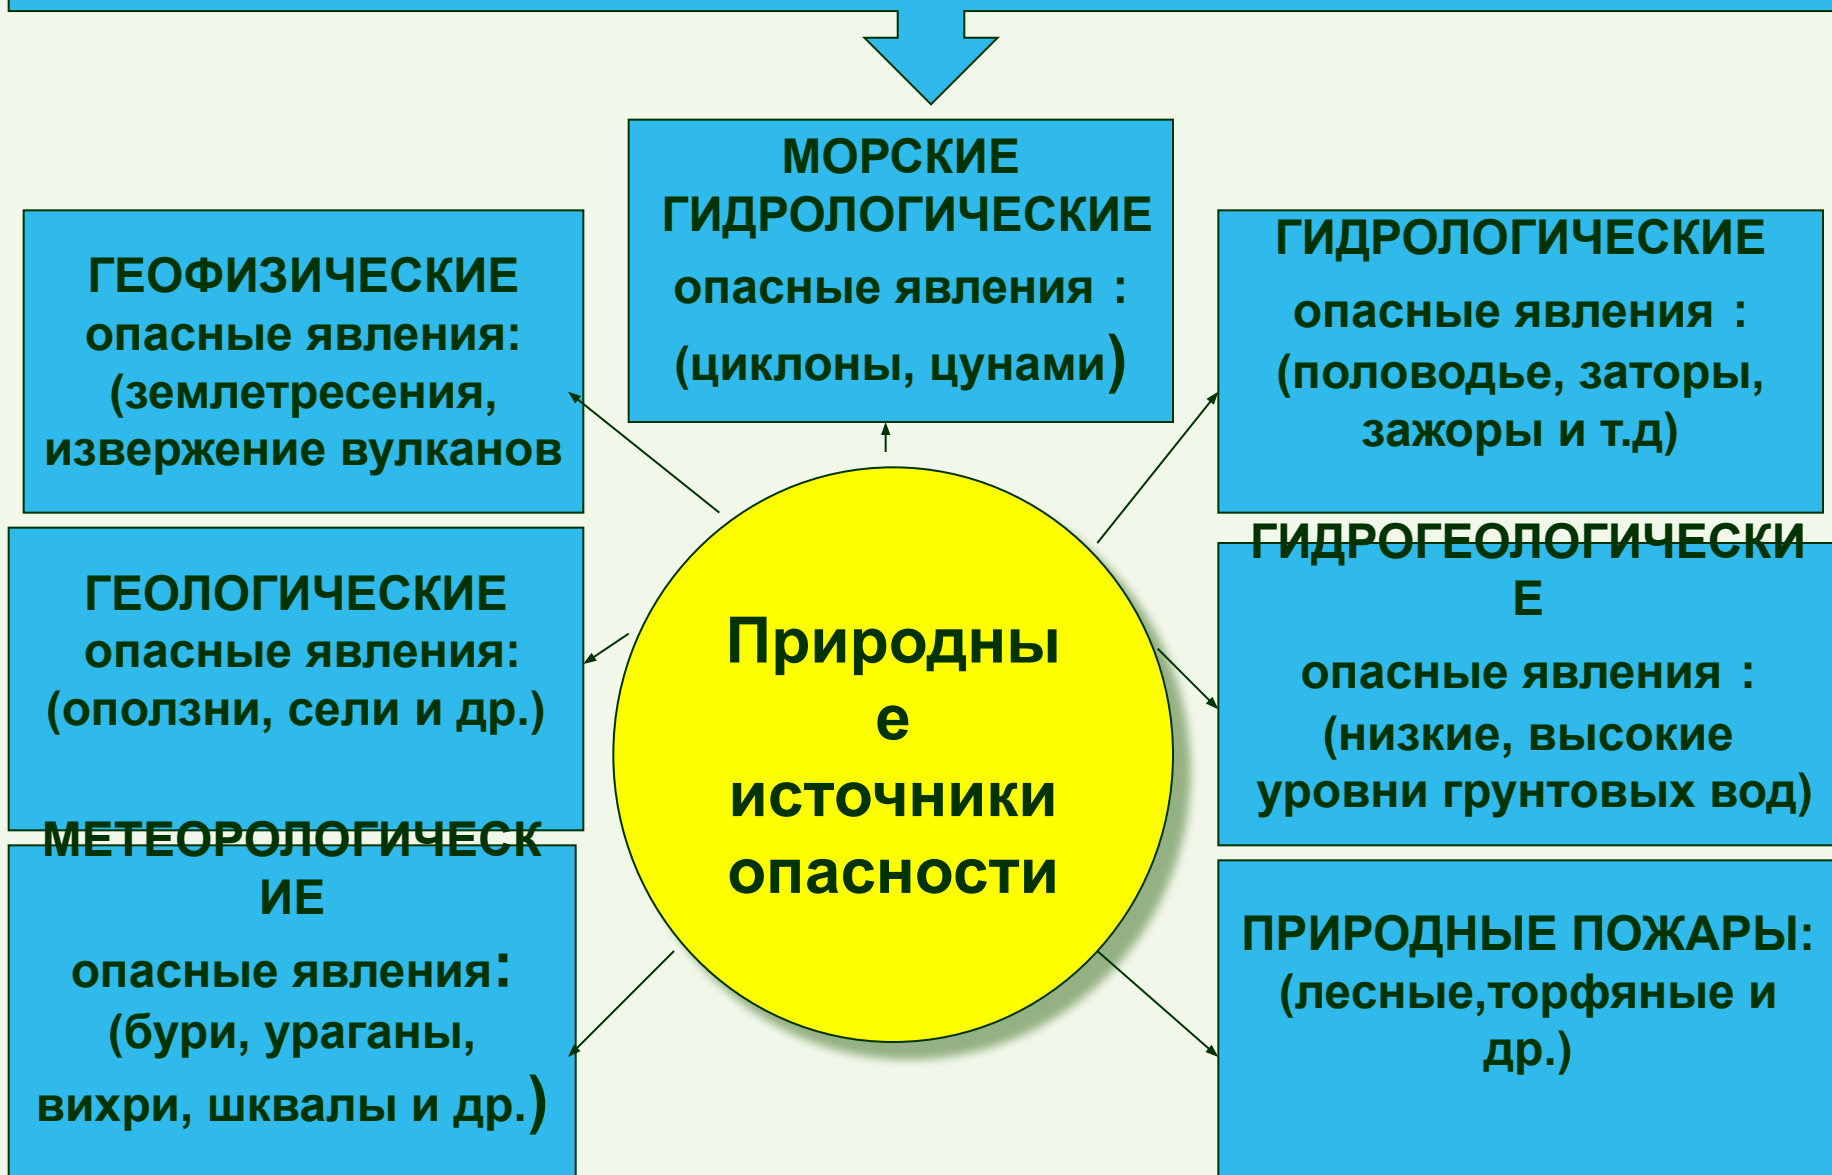 МОРСКИЕ
ГИДРОЛОГИЧЕСКИЕ
опасные явления :
(циклоны, цунами)
ГЕОФИЗИЧЕСКИЕ
опасные явления:
(землетресения,
извержение вулканов
ГИДРОЛОГИЧЕСКИЕ
опасные явления :
(половодье, заторы,
зажоры и т.д)
ГЕОЛОГИЧЕСКИЕ
опасные явления:
(оползни, сели и др.)
Природны
е
источники
опасности
ГИДРОГЕОЛОГИЧЕСКИ
Е
опасные явления :
(низкие, высокие
уровни грунтовых вод)
МЕТЕОРОЛОГИЧЕСК
ИЕ
опасные явления:
(бури, ураганы,
вихри, шквалы и др.)
ПРИРОДНЫЕ ПОЖАРЫ:
(лесные,торфяные и
др.)